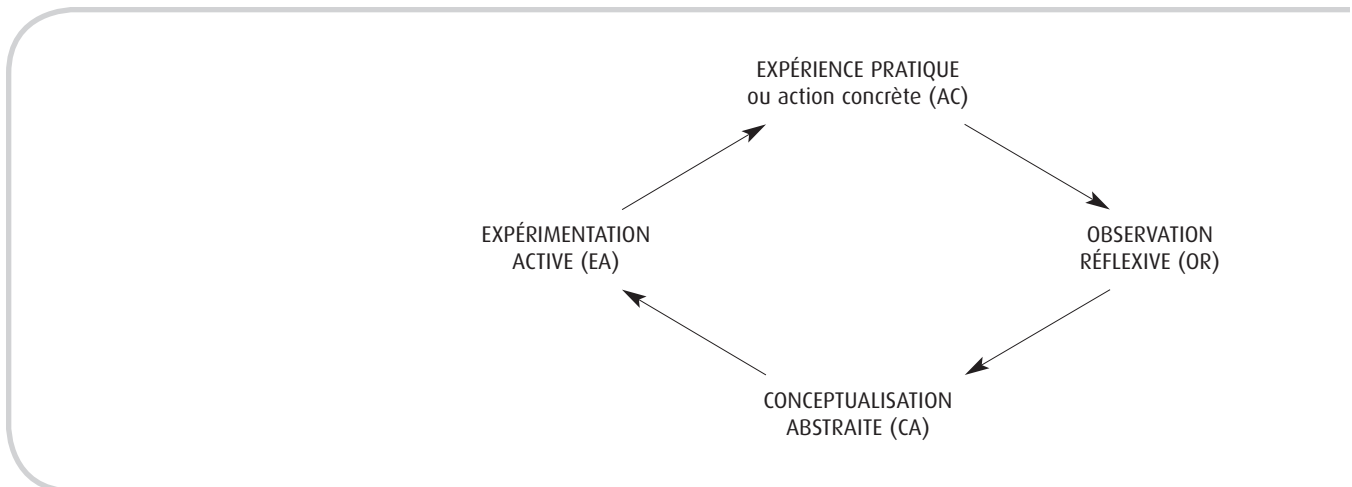 EXPÉRIENCE PRATIQUE
ou action concrète (AC)
EXPÉRIMENTATION
ACTIVE (EA)
OBSERVATION
RÉFLEXIVE (OR)
CONCEPTUALISATION
ABSTRAITE (CA)